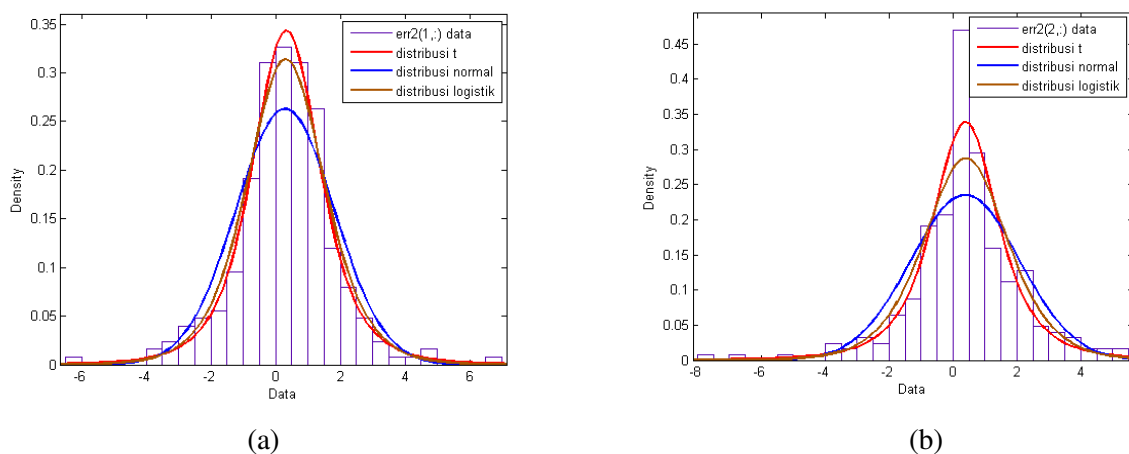 0.35
0.3
0.25
0.2
0.15
0.1
0.05
0
Density
-6
-4
-2
0
2
4
6
Data
err2(1,:) data
distribusi t
distribusi normal
distribusi logistik
(a)
0.45
0.4
0.35
0.3
0.25
0.2
0.15
0.1
0.05
0
Density
-8
-6
-4
-2
0
2
4
Data
err2(2,:) data
distribusi t
distribusi normal
distribusi logistik
(b)